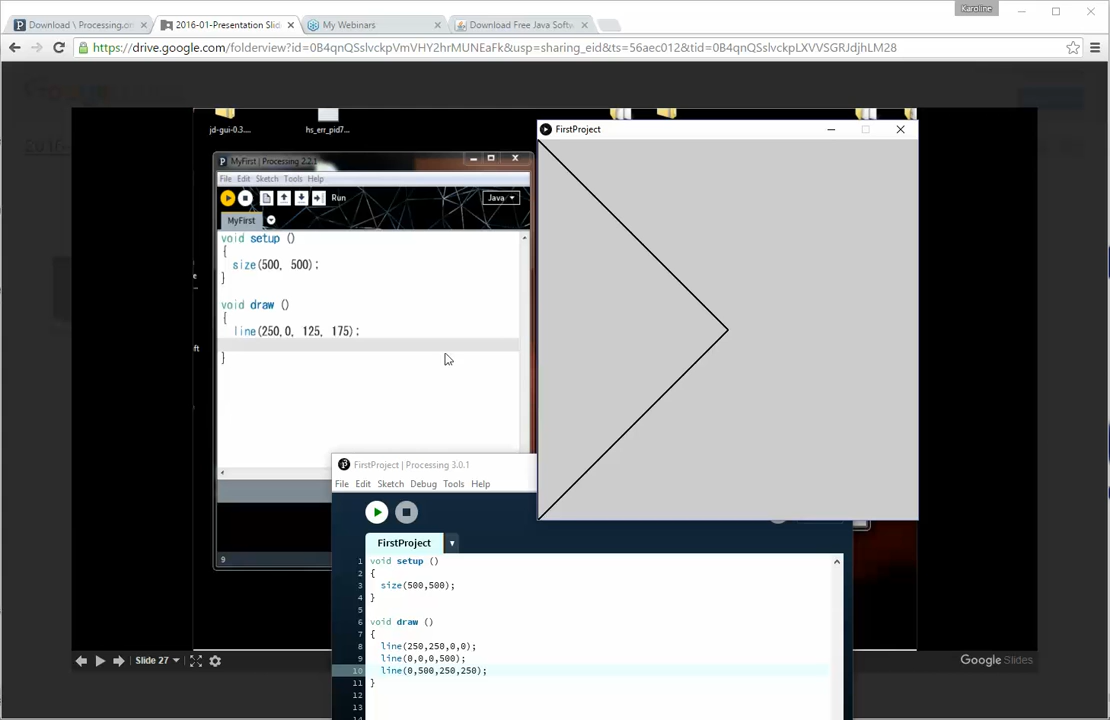 Karoline
Download \ Processing.or
2016-01-Presentation Slid
My Webinars
Download Free Java Softw
https://drive.google.com/folderview?id=0B4qnQSslvckpVmVHY2hrMUNEaFk&usp=sharing_eid&ts=56aec012&tid=0B4qnQSslvckpLXVVSGRJdjhLM28
jd-gui-0.3....
hs_err_pid7...
MyFirst | Processing 2.2.1
File Edit Sketch Tools Help
Run
Java
MyFirst
void setup ()
{
size(500, 500);
}
void draw ()
{
line(250,0, 125, 175);
}
9
FirstProject
FirstProject | Processing 3.0.1
File Edit Sketch Debug Tools Help
FirstProject
1 void setup ()
2 {
3 size(500,500);
4 }
5
6 void draw ()
7 {
8 line(250,250,0,0);
9 line(0,0,0,500);
10 line(0,500,250,250);
11 }
12
13
14
Slide 27
Google Slides